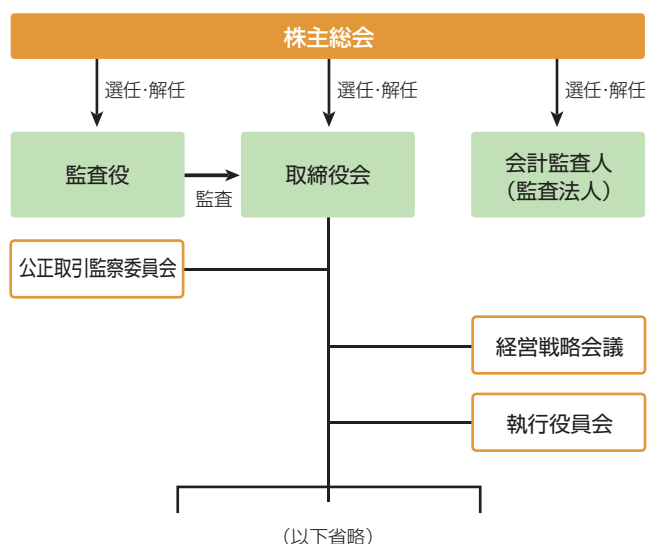 株主総会
選任・解任
選任・解任
選任・解任
監査役
監査
取締役会
会計監査人
（監査法人）
公正取引監察委員会
経営戦略会議
執行役員会
（以下省略）